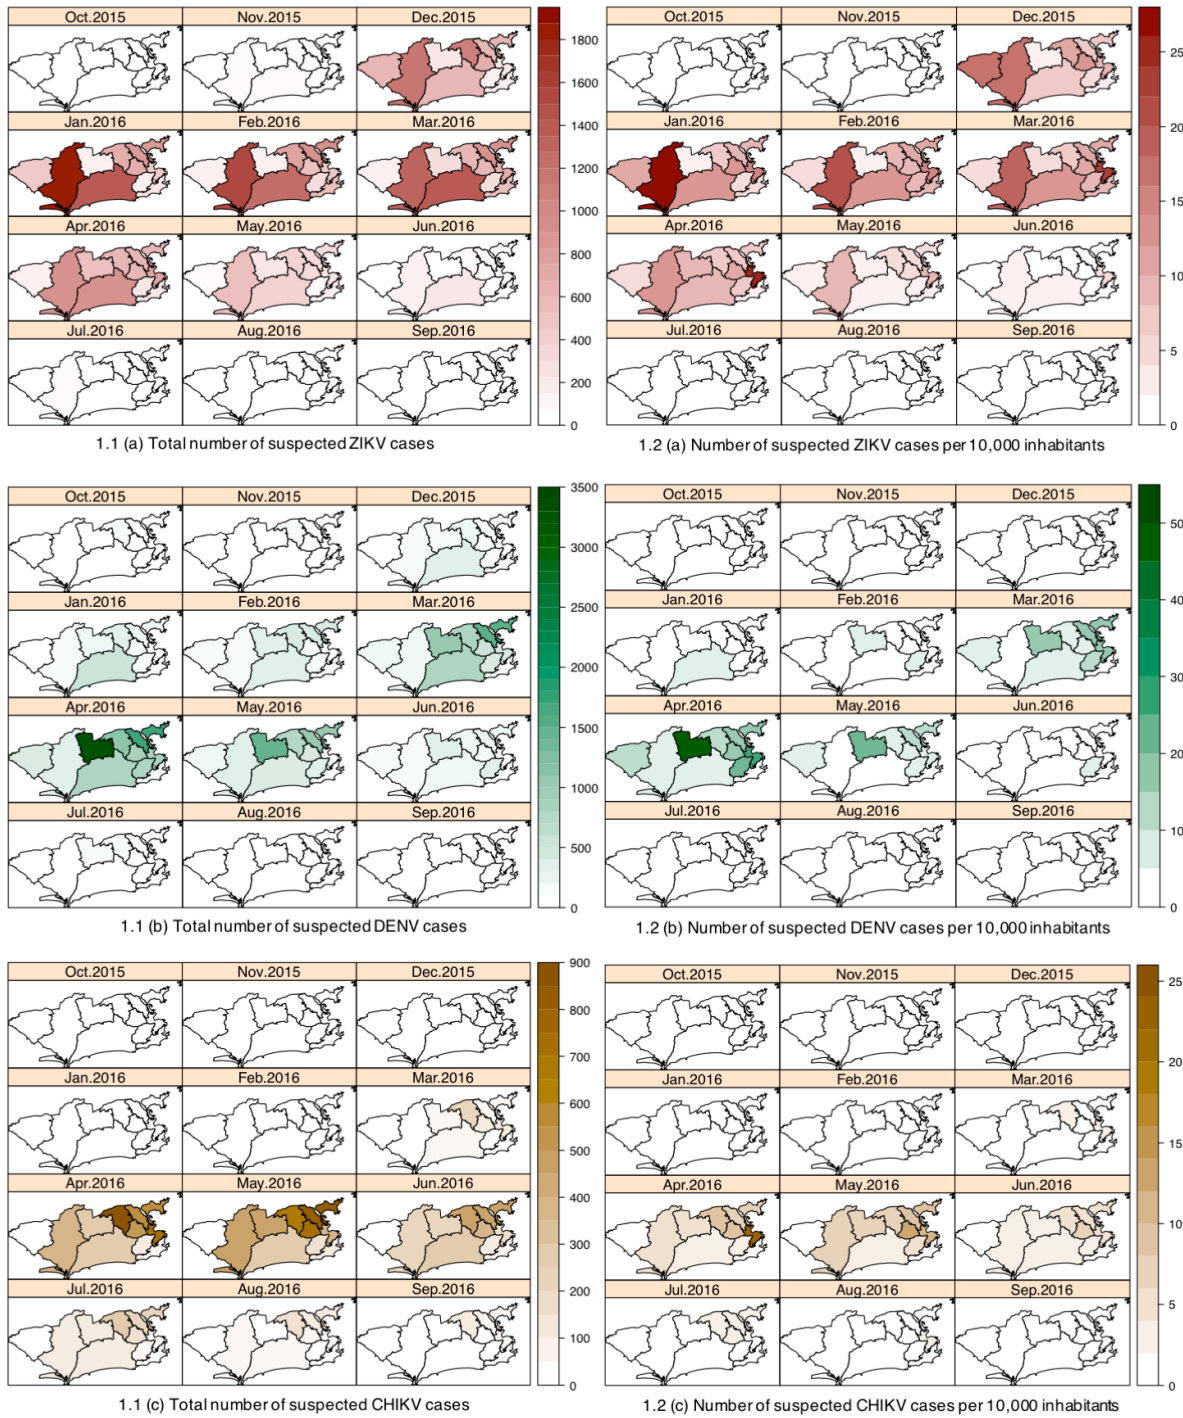 Oct.2015 Nov.2015 Dec.2015
Jan.2016 Feb.2016 Mar.2016
Apr.2016 May.2016 Jun.2016
Jul.2016 Aug.2016 Sep.2016
1800
1600
1400
1200
1000
800
600
400
200
0
1.1 (a) Total number of suspected ZIKV cases
Oct.2015 Nov.2015 Dec.2015
Jan.2016 Feb.2016 Mar.2016
Apr.2016 May.2016 Jun.2016
Jul.2016 Aug.2016 Sep.2016
25
20
15
10
5
0
1.2 (a) Number of suspected ZIKV cases per 10,000 inhabitants
Oct.2015 Nov.2015 Dec.2015
Jan.2016 Feb.2016 Mar.2016
Apr.2016 May.2016 Jun.2016
Jul.2016 Aug.2016 Sep.2016
3500
3000
2500
2000
1500
1000
500
0
1.1 (b) Total number of suspected DENV cases
Oct.2015 Nov.2015 Dec.2015
Jan.2016 Feb.2016 Mar.2016
Apr.2016 May.2016 Jun.2016
Jul.2016 Aug.2016 Sep.2016
50
40
30
20
10
0
1.2 (b) Number of suspected DENV cases per 10,000 inhabitants
Oct.2015 Nov.2015 Dec.2015
Jan.2016 Feb.2016 Mar.2016
Apr.2016 May.2016 Jun.2016
Jul.2016 Aug.2016 Sep.2016
900
800
700
600
500
400
300
200
100
0
1.1 (c) Total number of suspected CHIKV cases
Oct.2015 Nov.2015 Dec.2015
Jan.2016 Feb.2016 Mar.2016
Apr.2016 May.2016 Jun.2016
Jul.2016 Aug.2016 Sep.2016
25
20
15
10
5
0
1.2 (c) Number of suspected CHIKV cases per 10,000 inhabitants